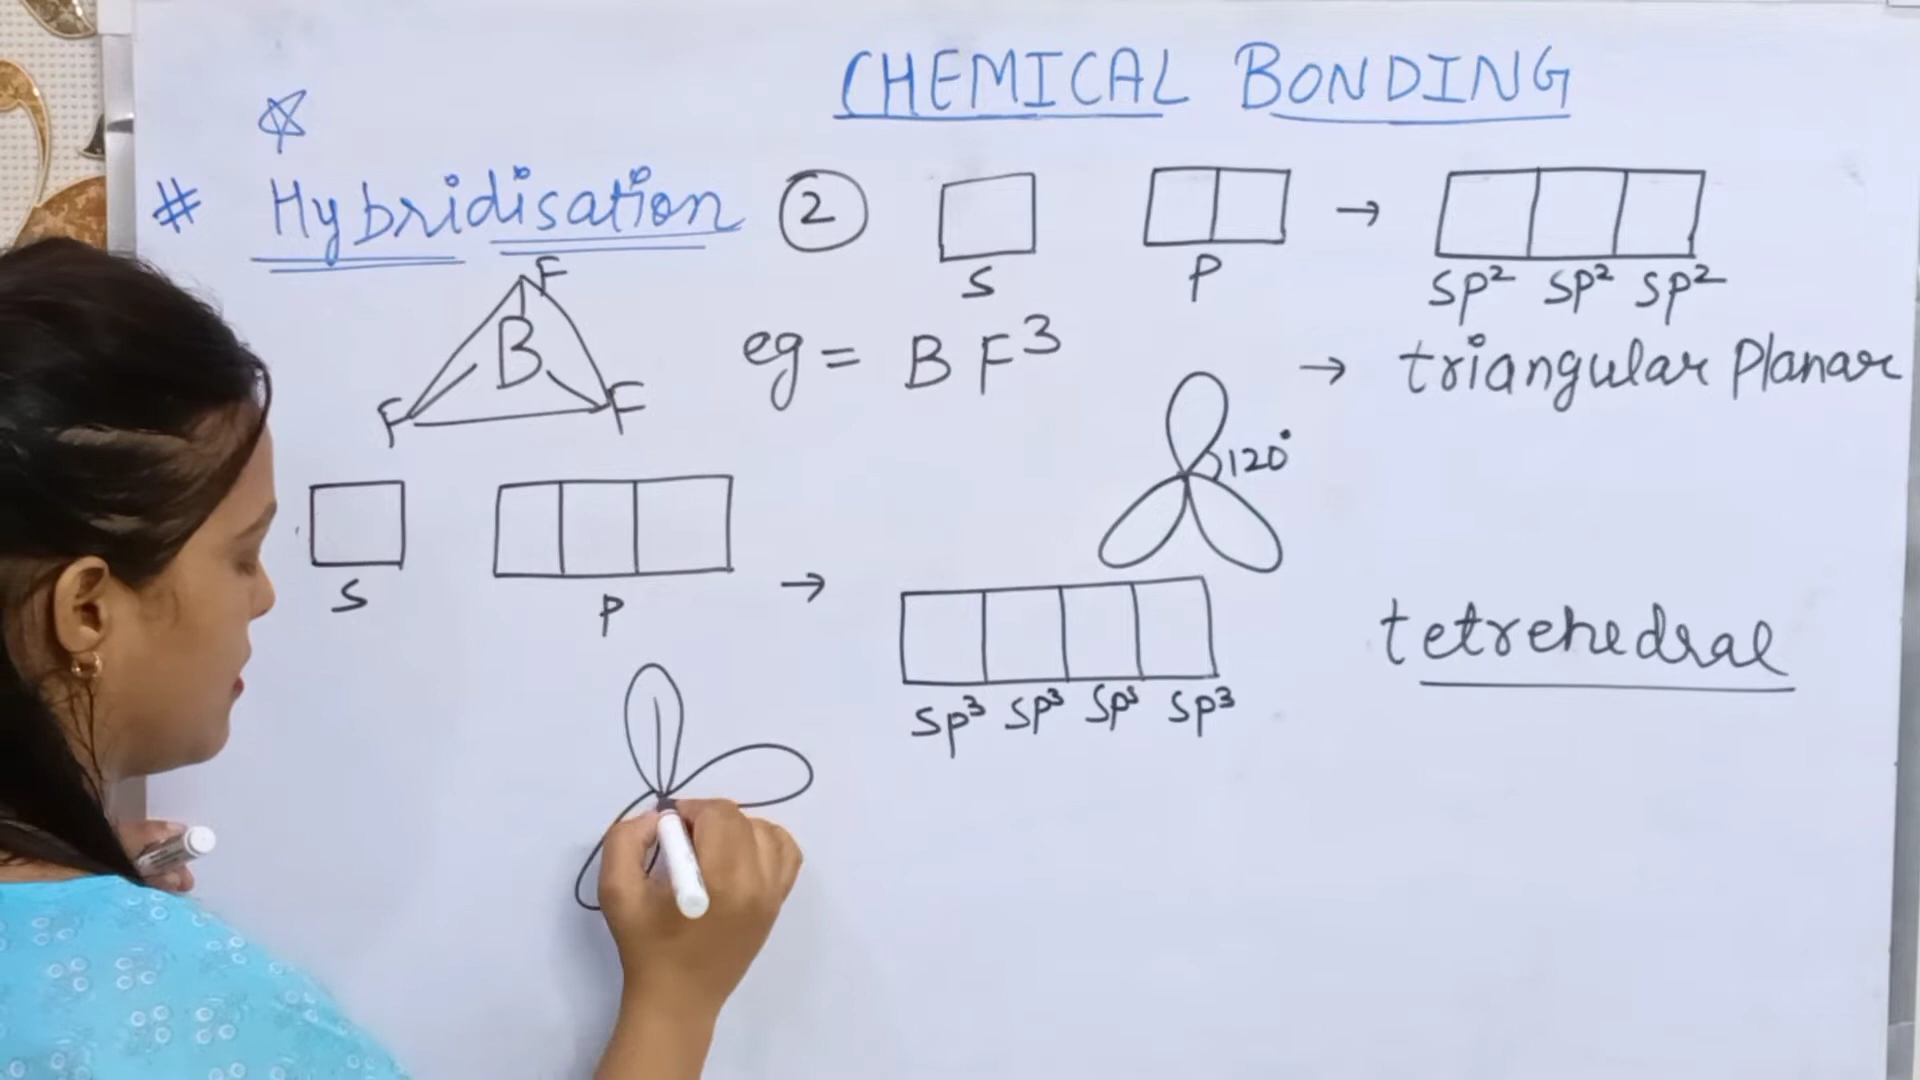 CHEMICAL BONDING
# Hybridisation ② S P → sp² sp² sp²
F
B
F F
eg = BF³ → triangular Planar
120°
S P → sp³ sp³ sp³ sp³
tetrehedral